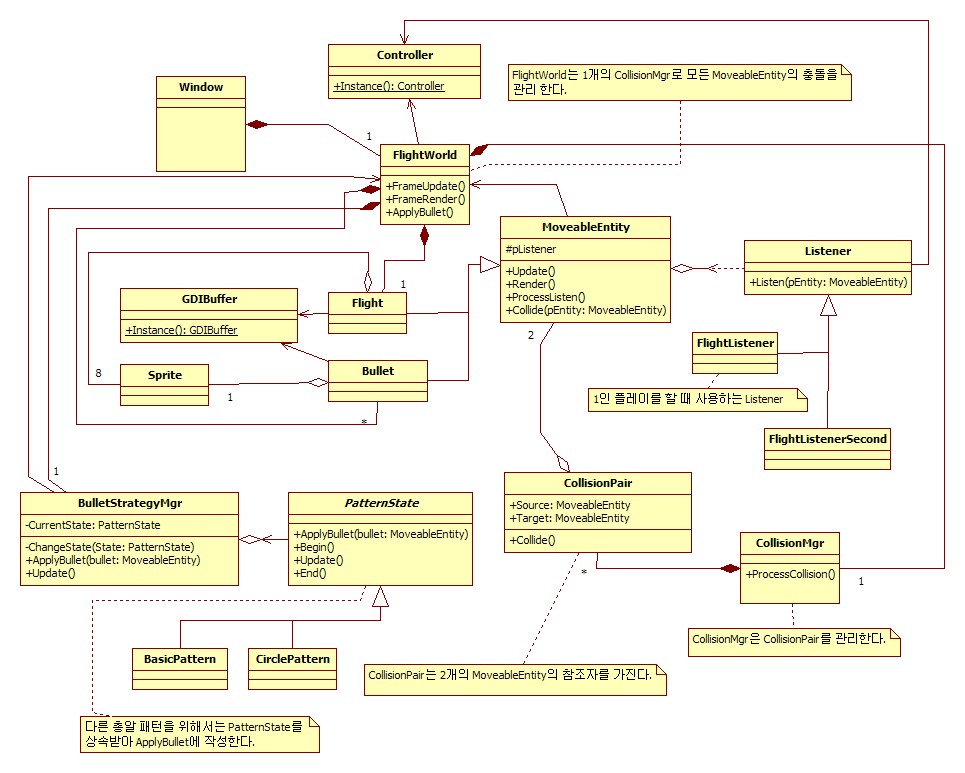 Controller
+Instance(): Controller
FlightWorld는 1개의 CollisionMgr로 모든 MoveableEntity의 충돌을
관리 한다.
Window
1
FlightWorld
+FrameUpdate()
+FrameRender()
+ApplyBullet()
MoveableEntity
#pListener
+Update()
+Render()
+ProcessListen()
+Collide(pEntity: MoveableEntity)
Listener
+Listen(pEntity: MoveableEntity)
GDIBuffer
+Instance(): GDIBuffer
1
Flight
2
FlightListener
Sprite
8
1
Bullet
*
1인 플레이를 할 때 사용하는 Listener
FlightListenerSecond
1
BulletStrategyMgr
-CurrentState: PatternState
-ChangeState(State: PatternState)
+ApplyBullet(bullet: MoveableEntity)
+Update()
PatternState
+ApplyBullet(bullet: MoveableEntity)
+Begin()
+Update()
+End()
CollisionPair
+Source: MoveableEntity
+Target: MoveableEntity
+Collide()
*
CollisionMgr
+ProcessCollision()
1
CollisionMgr은 CollisionPair를 관리한다.
BasicPattern
CirclePattern
CollisionPair는 2개의 MoveableEntity의 참조자를 가진다.
다른 총알 패턴을 위해서는 PatternState를
상속받아 ApplyBullet에 작성한다.